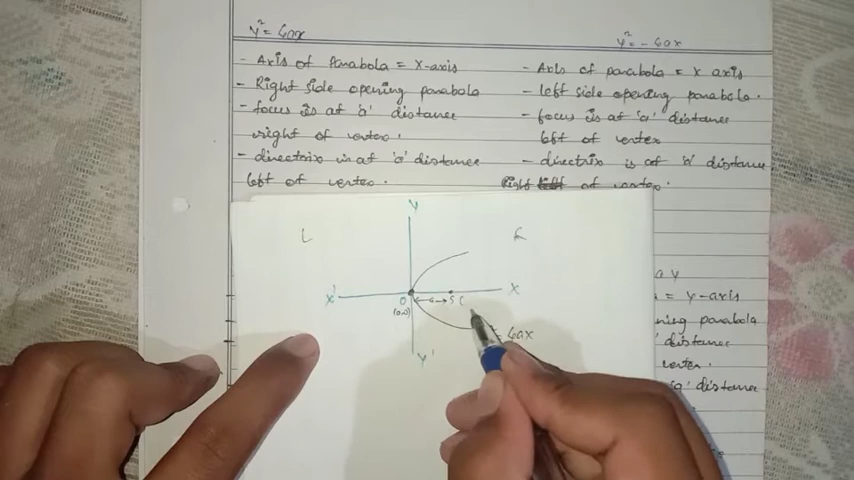 y² = 4ax
y² = - 4ax
- Axis of Parabola = X-axis
- Right side opening parabola
- focus is at 'a' distance
right of vertex.
- directrix is at 'a' distance
left of vertex.
- Axis of parabola = X axis
- left side opening parabola.
- focus is at 'a' distance
left of vertex
- directrix is at 'a' distance
Right of vertex.
L
Y
R
X'
O
a
S (
X
(0,0)
4ax
Y'
= y-axis
ning parabola
distance
vertex.
'a' distance